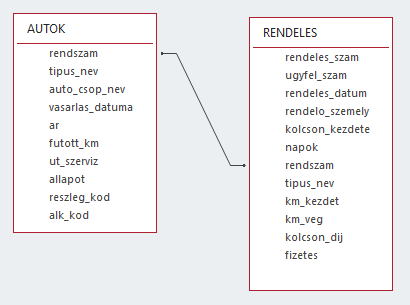 AUTOK
rendszam
tipus_nev
auto_csop_nev
vasarlas_datuma
ar
futott_km
ut_szerviz
allapot
reszleg_kod
alk_kod
RENDELES
rendeles_szam
ugyfel_szam
rendeles_datum
rendelo_szemely
kolcson_kezdete
napok
rendszam
tipus_nev
km_kezdet
km_veg
kolcson_dij
fizetes